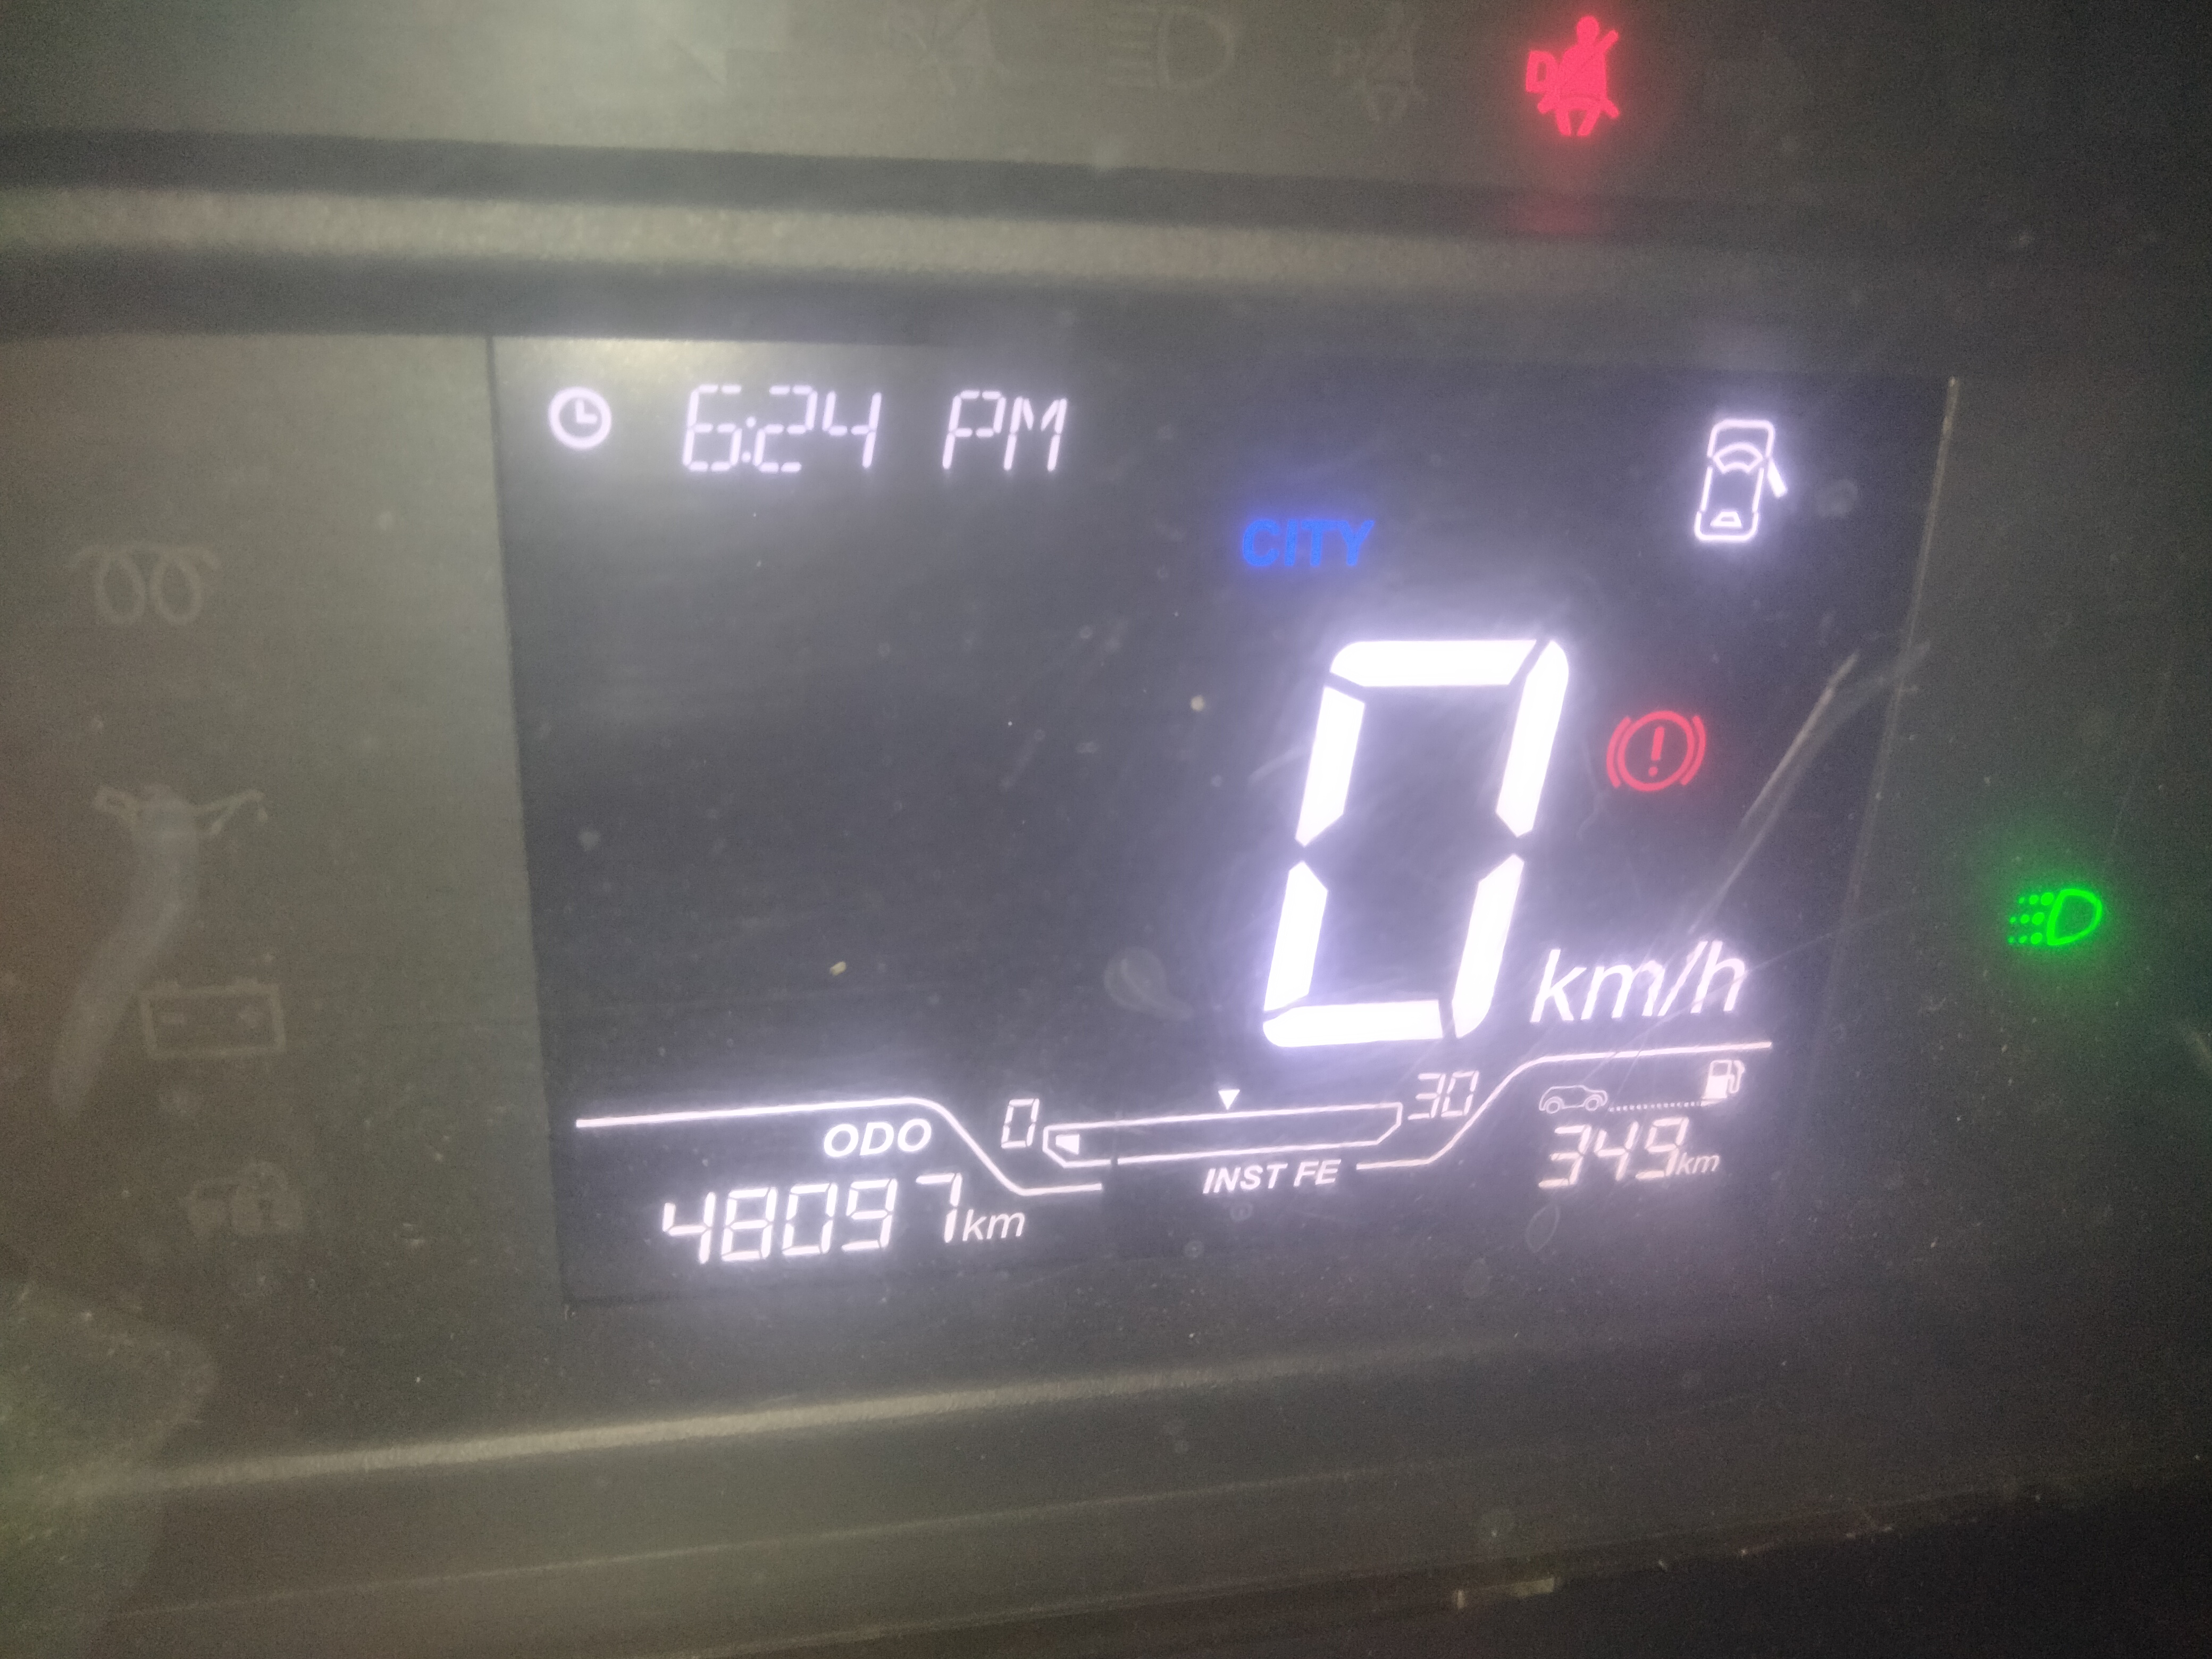 D
6:24 PM
CITY
0
km/h
0
30
ODO
INST FE
349km
48097km